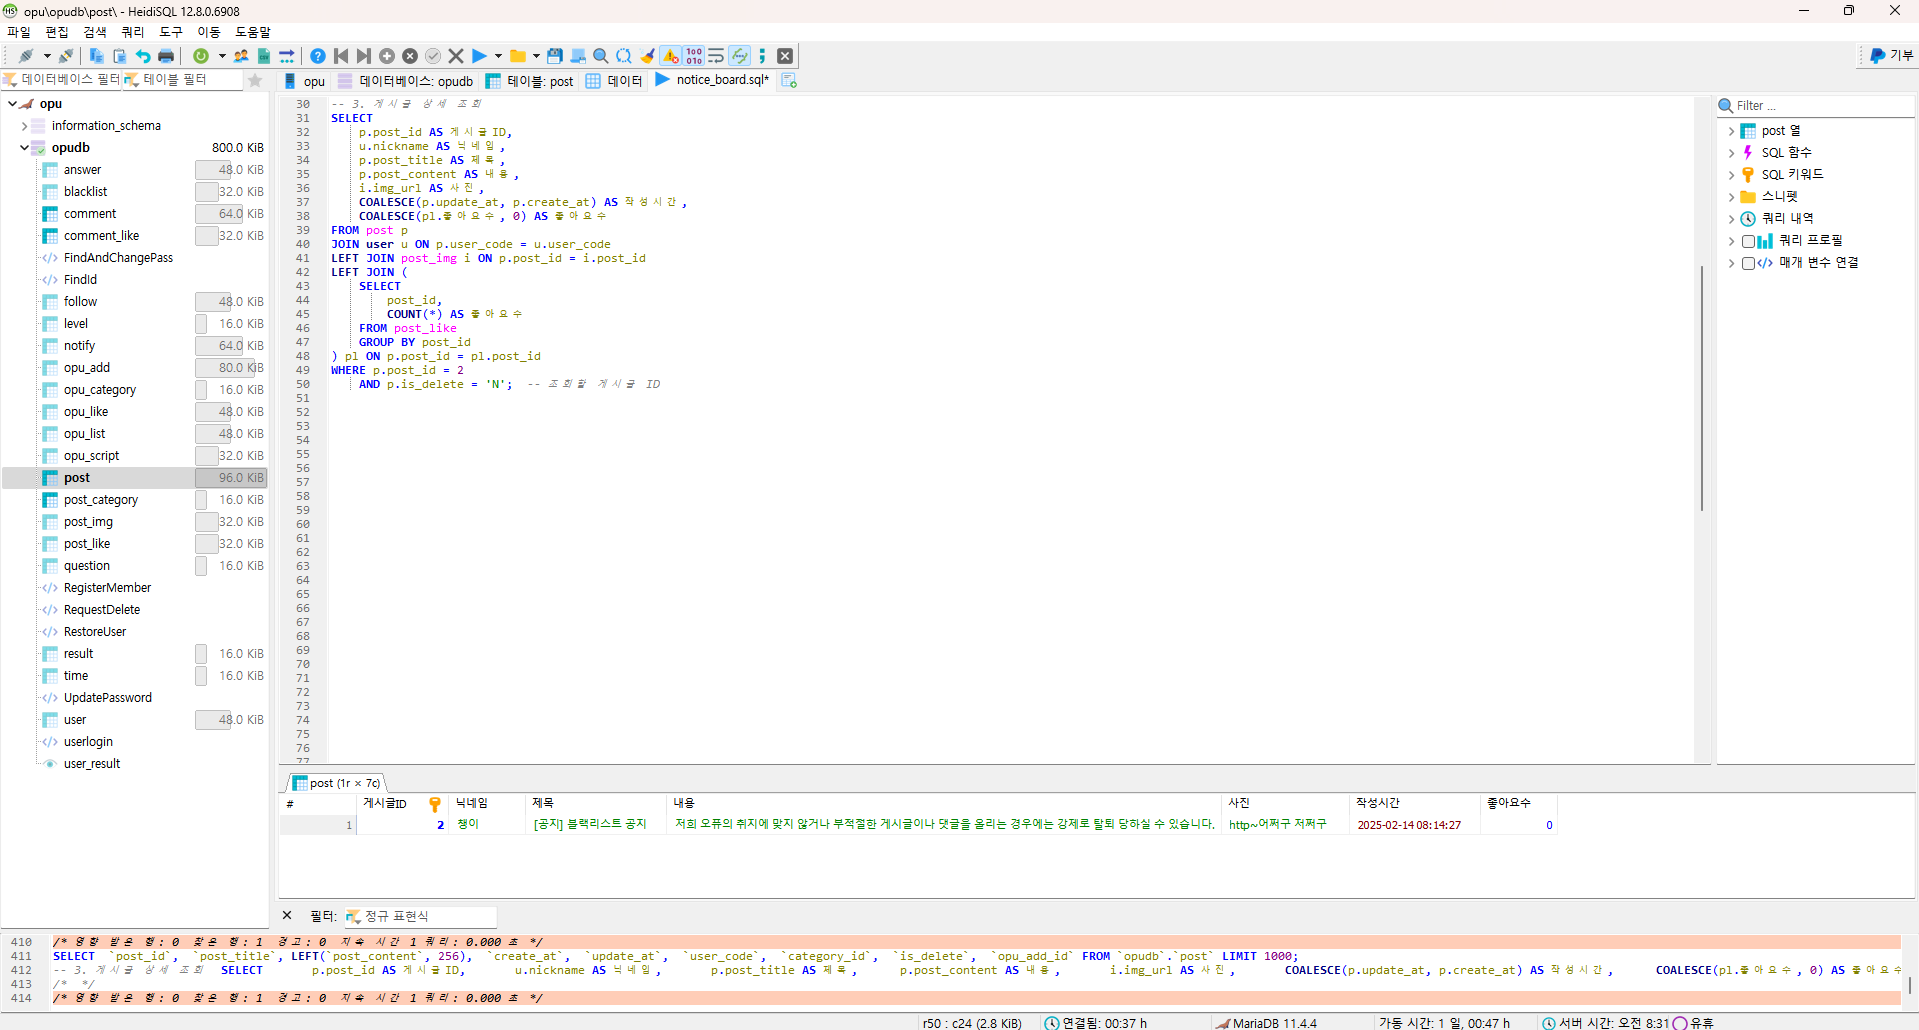 opu\opudb\post\ - HeidiSQL 12.8.0.6908
파일 편집 검색 쿼리 도구 이동 도움말
기부
데이터베이스 필터 테이블 필터
opu 데이터베이스: opudb 테이블: post 데이터 notice_board.sql*
opu
information_schema
opudb 800.0 KiB
answer 48.0 KiB
blacklist 32.0 KiB
comment 64.0 KiB
comment_like 32.0 KiB
FindAndChangePass
FindId
follow 48.0 KiB
level 16.0 KiB
notify 64.0 KiB
opu_add 80.0 KiB
opu_category 16.0 KiB
opu_like 48.0 KiB
opu_list 48.0 KiB
opu_script 32.0 KiB
post 96.0 KiB
post_category 16.0 KiB
post_img 32.0 KiB
post_like 32.0 KiB
question 16.0 KiB
RegisterMember
RequestDelete
RestoreUser
result 16.0 KiB
time 16.0 KiB
UpdatePassword
user 48.0 KiB
userlogin
user_result
30 -- 3. 게시글 상세 조회
31 SELECT
32 p.post_id AS 게시글ID,
33 u.nickname AS 닉네임,
34 p.post_title AS 제목,
35 p.post_content AS 내용,
36 i.img_url AS 사진,
37 COALESCE(p.update_at, p.create_at) AS 작성시간,
38 COALESCE(pl.좋아요수, 0) AS 좋아요수
39 FROM post p
40 JOIN user u ON p.user_code = u.user_code
41 LEFT JOIN post_img i ON p.post_id = i.post_id
42 LEFT JOIN (
43 SELECT
44 post_id,
45 COUNT(*) AS 좋아요수
46 FROM post_like
47 GROUP BY post_id
48 ) pl ON p.post_id = pl.post_id
49 WHERE p.post_id = 2
50 AND p.is_delete = 'N'; -- 조회할 게시글 ID
51
52
53
54
55
56
57
58
59
60
61
62
63
64
65
66
67
68
69
70
71
72
73
74
75
76
77
Filter ...
post 열
SQL 함수
SQL 키워드
스니펫
쿼리 내역
쿼리 프로필
매개 변수 연결
post (1r × 7c)
# 게시글ID 닉네임 제목 내용 사진 작성시간 좋아요수
1 2 챙이 [공지] 블랙리스트 공지 저희 오퓨의 취지에 맞지 않거나 부적절한 게시글이나 댓글을 올리는 경우에는 강제로 탈퇴 당하실 수 있습니다. http~어쩌구 저쩌구 2025-02-14 08:14:27 0
필터: 정규 표현식
410 /* 영향 받은 행: 0 찾은 행: 1 경고: 0 지속 시간 1 쿼리: 0.000 초 */
411 SELECT `post_id`, `post_title`, LEFT(`post_content`, 256), `create_at`, `update_at`, `user_code`, `category_id`, `is_delete`, `opu_add_id` FROM `opudb`.`post` LIMIT 1000;
412 -- 3. 게시글 상세 조회 SELECT p.post_id AS 게시글ID, u.nickname AS 닉네임, p.post_title AS 제목, p.post_content AS 내용, i.img_url AS 사진, COALESCE(p.update_at, p.create_at) AS 작성시간, COALESCE(pl.좋아요수, 0) AS 좋아요수
413 /* */
414 /* 영향 받은 행: 0 찾은 행: 1 경고: 0 지속 시간 1 쿼리: 0.000 초 */
r50 : c24 (2.8 KiB) 연결됨: 00:37 h MariaDB 11.4.4 가동 시간: 1 일, 00:47 h 서버 시간: 오전 8:31 유휴